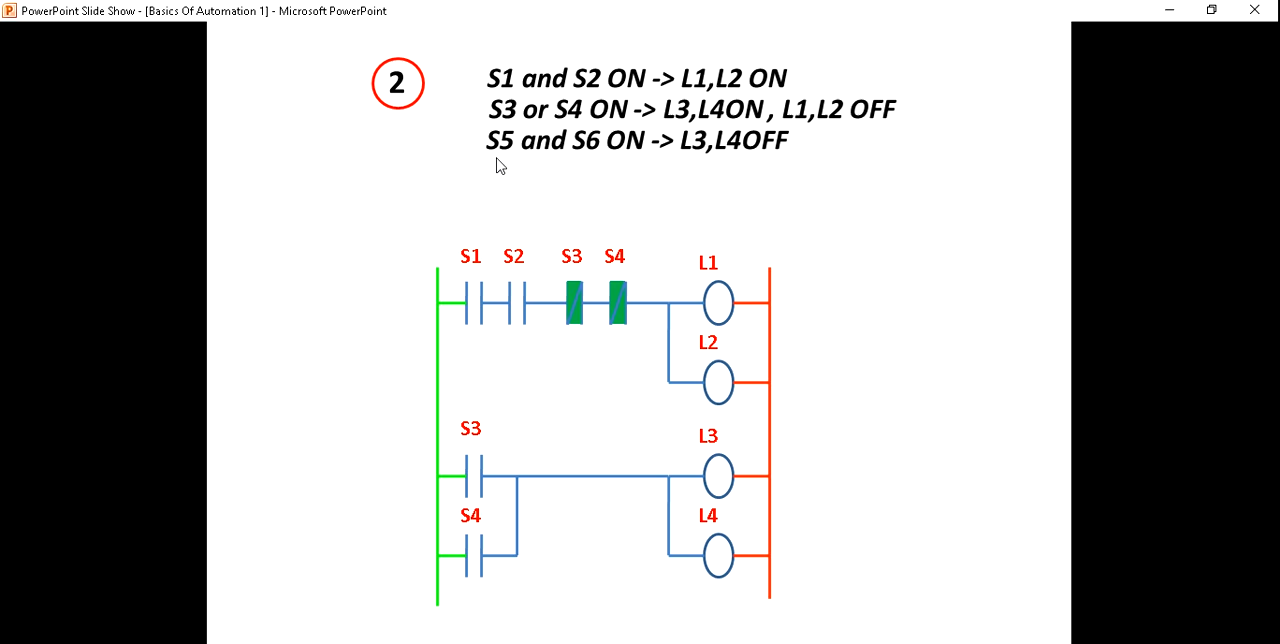 PowerPoint Slide Show - [Basics Of Automation 1] - Microsoft PowerPoint
2
S1 and S2 ON -> L1,L2 ON
S3 or S4 ON -> L3,L4ON , L1,L2 OFF
S5 and S6 ON -> L3,L4OFF
S1 S2 S3 S4 L1
L2
S3 L3
S4 L4